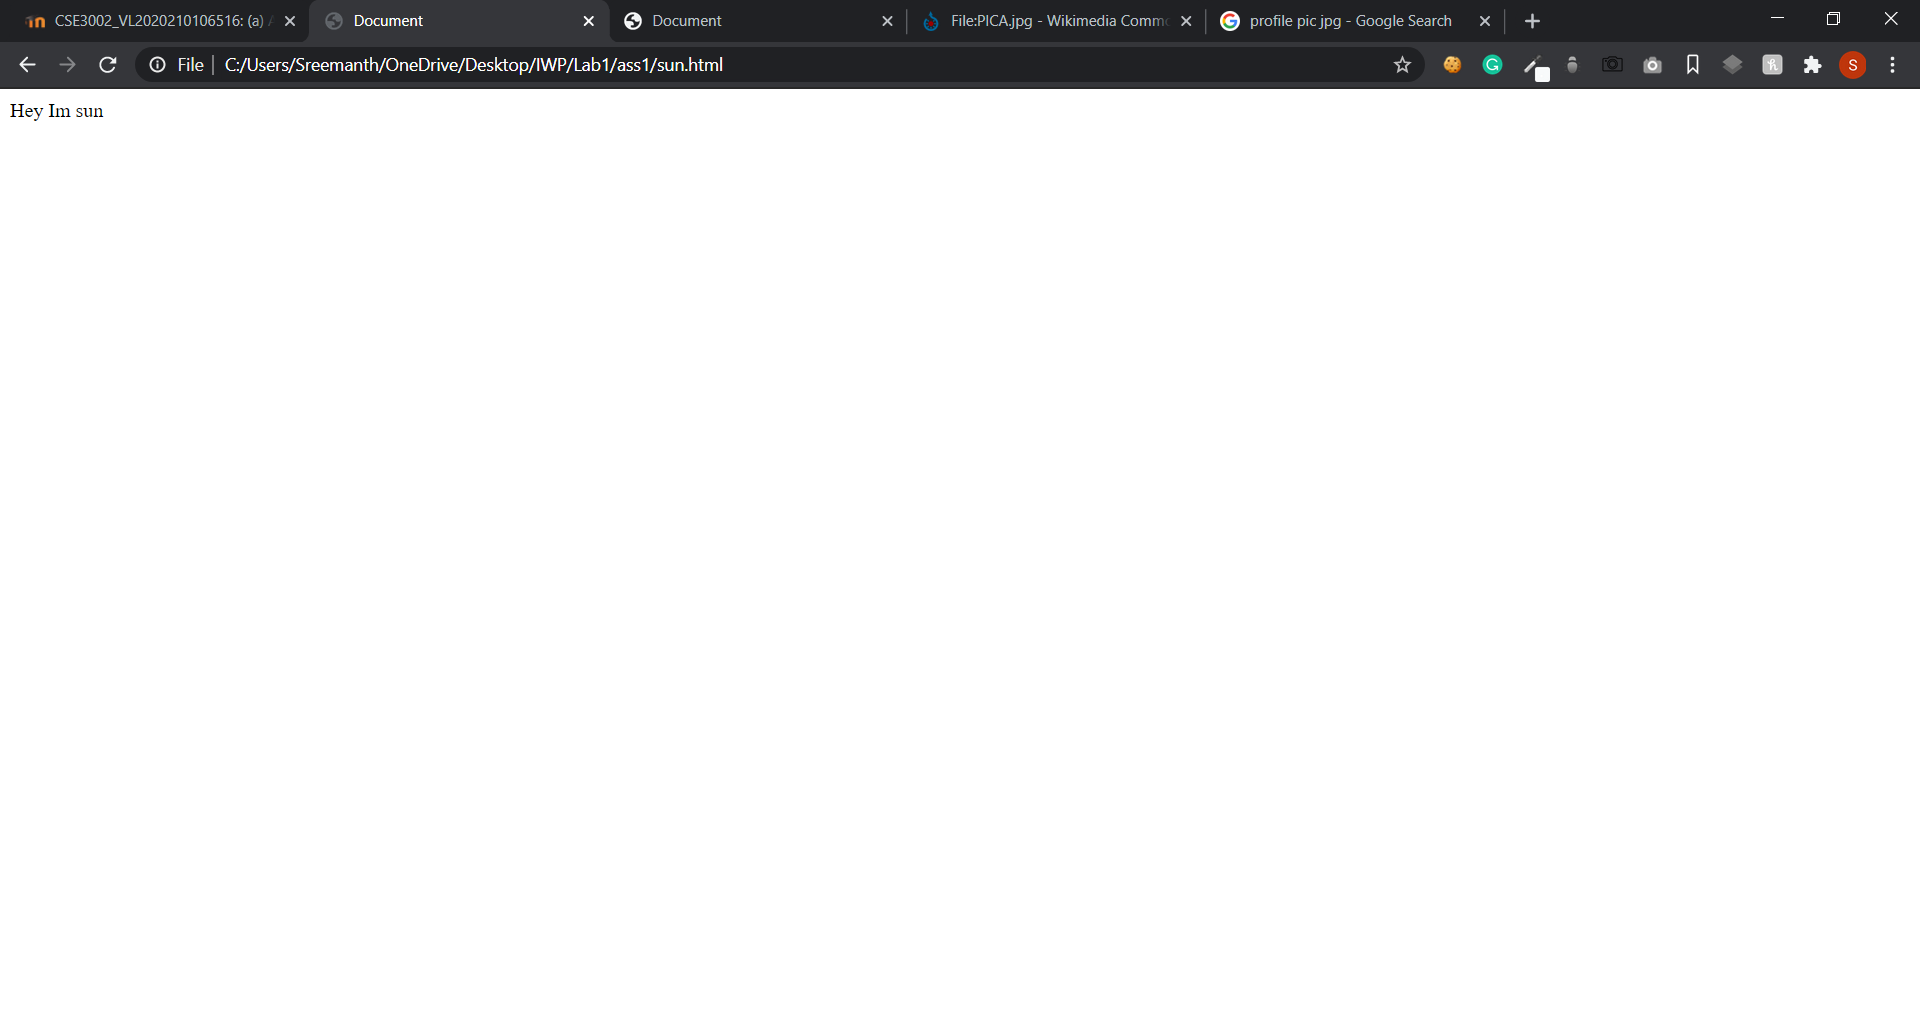 CSE3002_VL2020210106516: (a)
Document
Document
File:PICA.jpg - Wikimedia Comm
profile pic jpg - Google Search
File
C:/Users/Sreemanth/OneDrive/Desktop/IWP/Lab1/ass1/sun.html
S
Hey Im sun